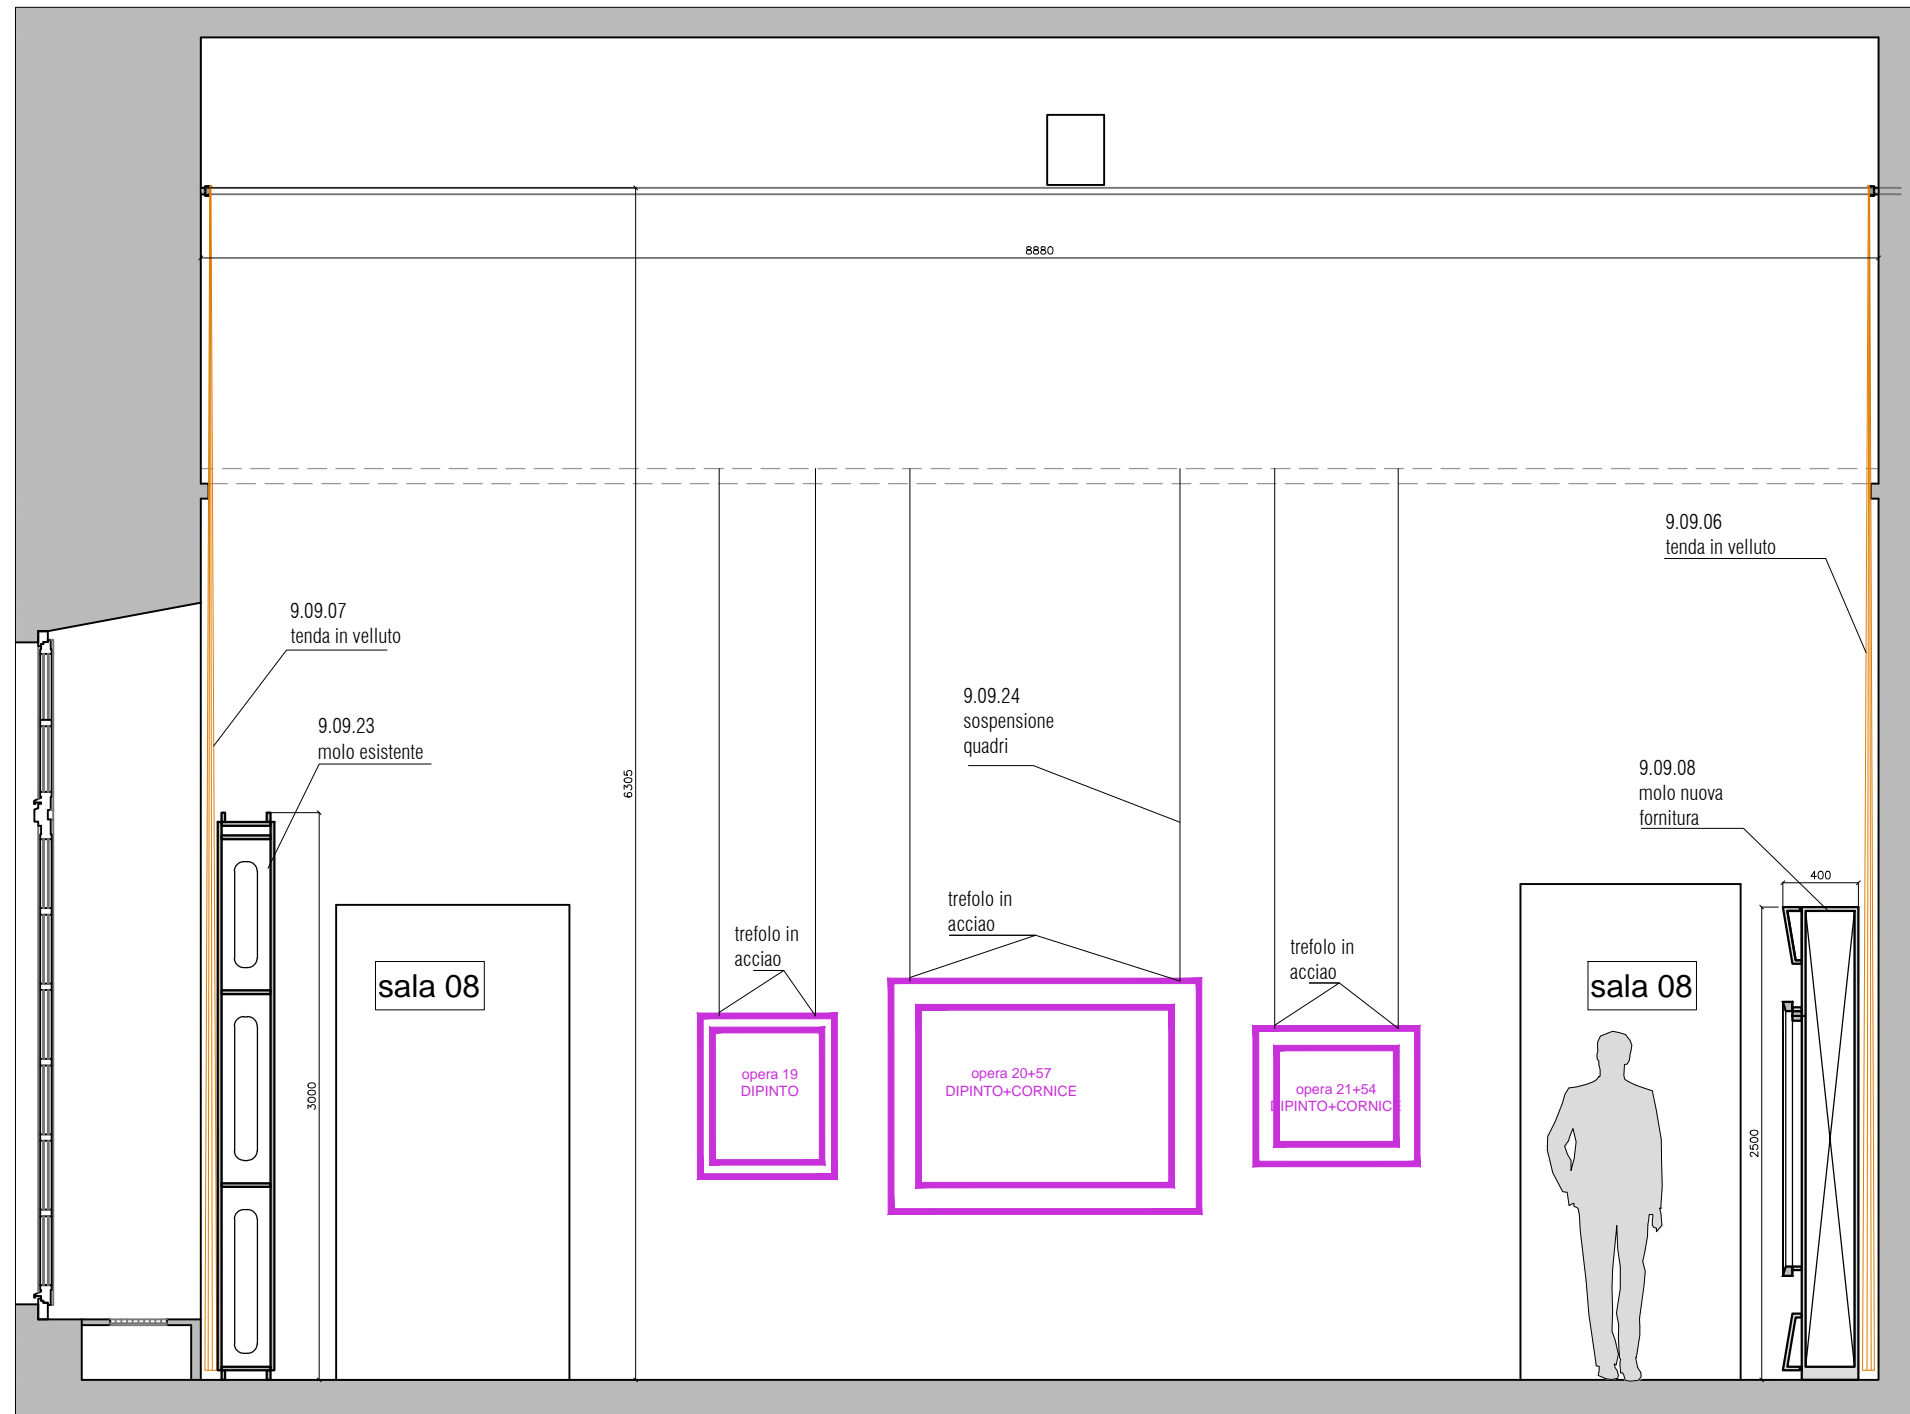 8880
9.09.06
tenda in velluto
9.09.07
tenda in velluto
9.09.24
sospensione
quadri
9.09.23
molo esistente
6305
9.09.08
molo nuova
fornitura
400
trefolo in
acciao
trefolo in
acciao
trefolo in
acciao
sala 08
sala 08
opera 19
DIPINTO
opera 20+57
DIPINTO+CORNICE
opera 21+54
DIPINTO+CORNICE
3000
2500